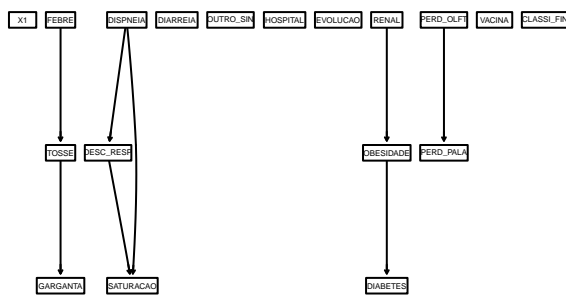 X1 FEBRE DISPNEIA DIARREIA OUTRO_SIN HOSPITAL EVOLUCAO RENAL PERD_OLFT VACINA CLASSI_FIN
TOSSE DESC_RESP OBESIDADE PERD_PALA
GARGANTA SATURACAO DIABETES